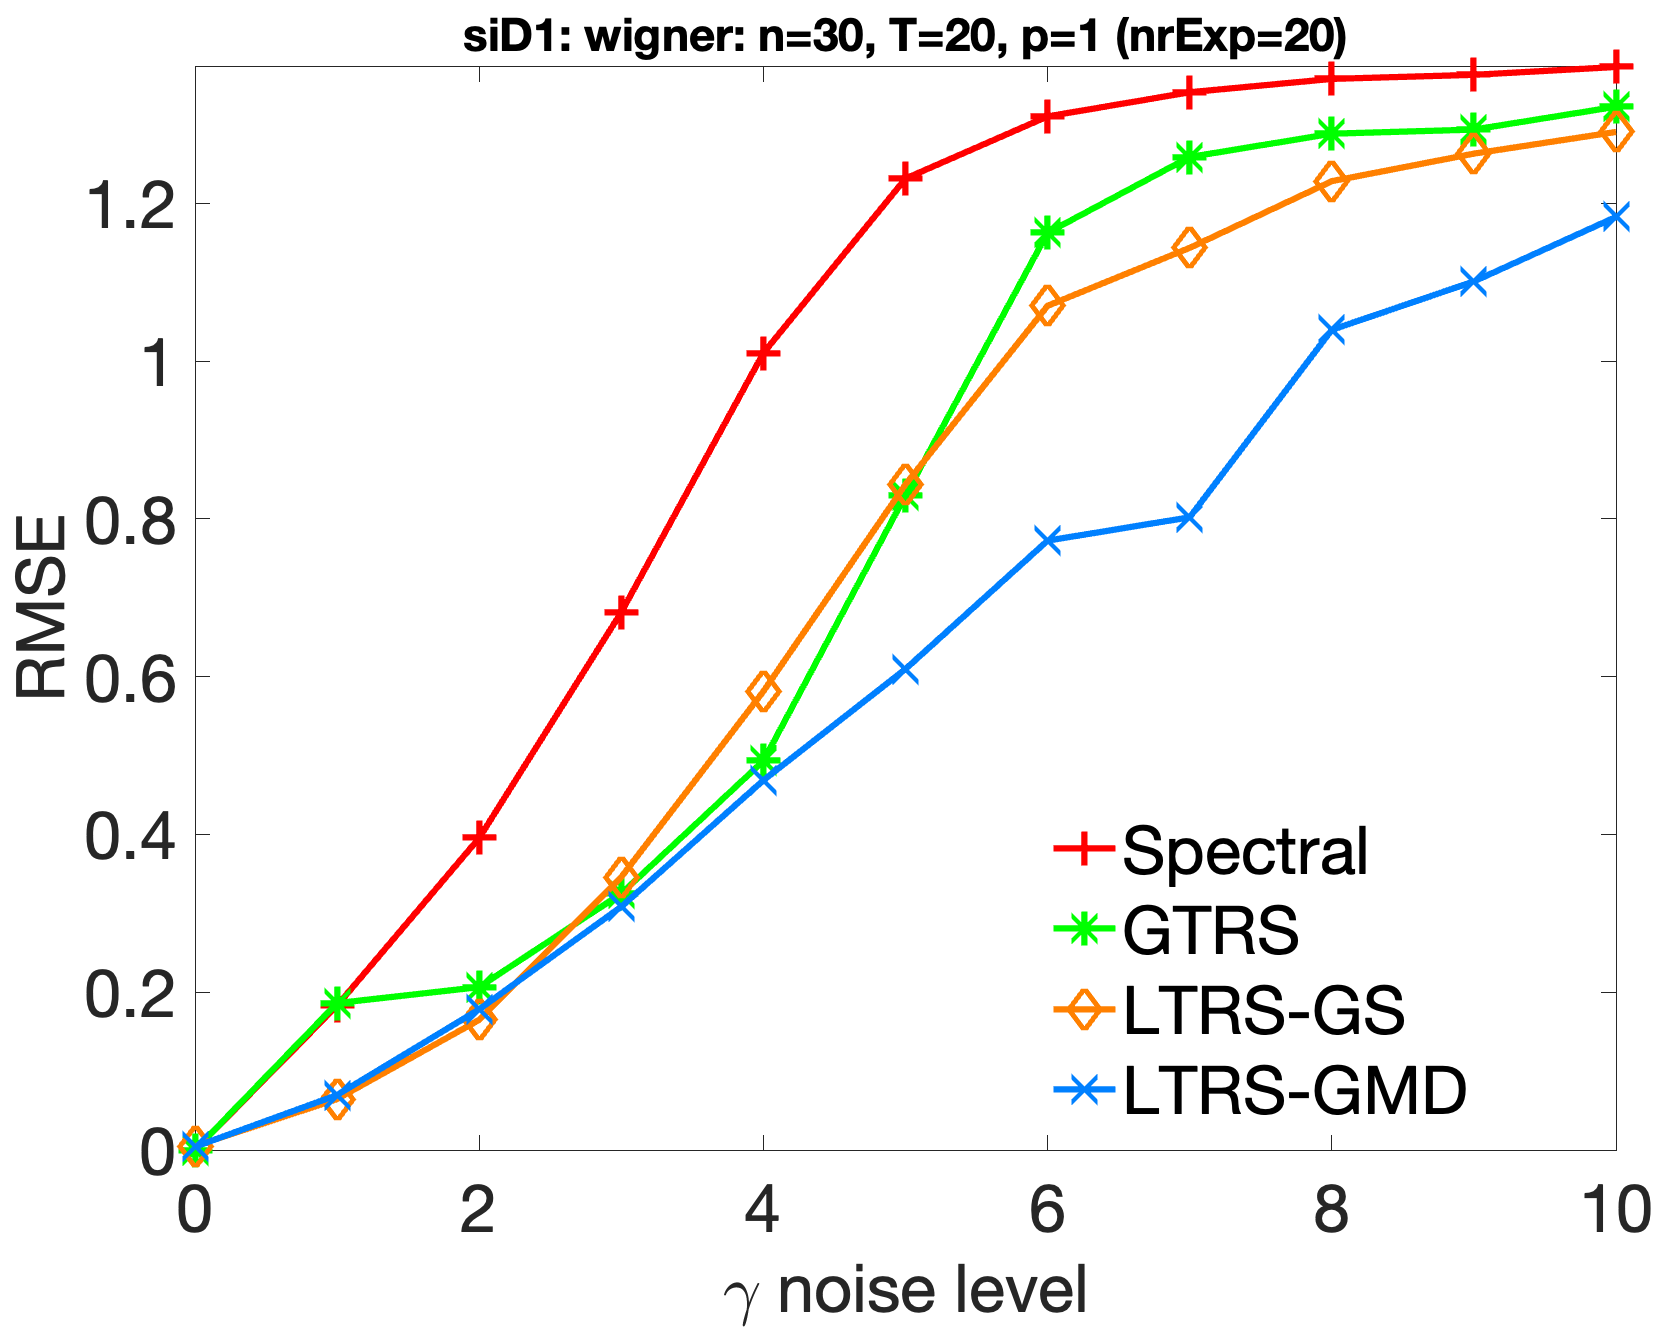 siD1: wigner: n=30, T=20, p=1 (nrExp=20)
RMSE
1.2
1
0.8
0.6
0.4
0.2
0
0 2 4 6 8 10
γ noise level
Spectral
GTRS
LTRS-GS
LTRS-GMD